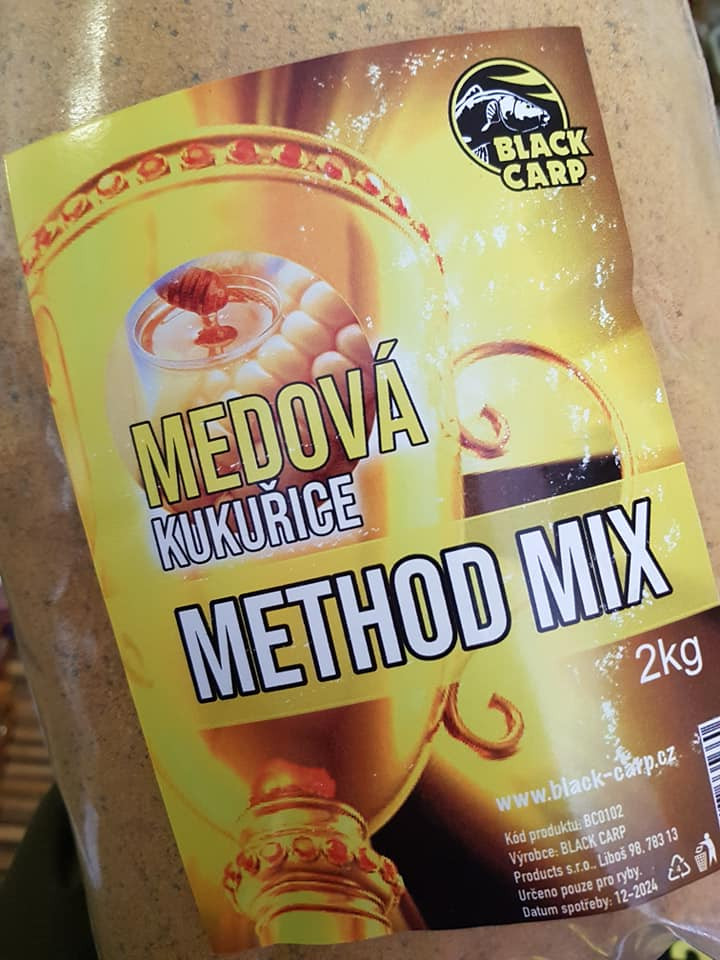 BLACK
CARP
MEDOVÁ
KUKUŘICE
METHOD MIX
2kg
www.black-carp.cz
Kód produktu: BC0102
Výrobce: BLACK CARP
Products s.r.o., Liboš 98, 783 13
Určeno pouze pro ryby.
Datum spotřeby: 12-2024